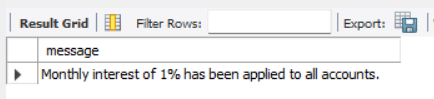 Result Grid Filter Rows: Export:
message
Monthly interest of 1% has been applied to all accounts.